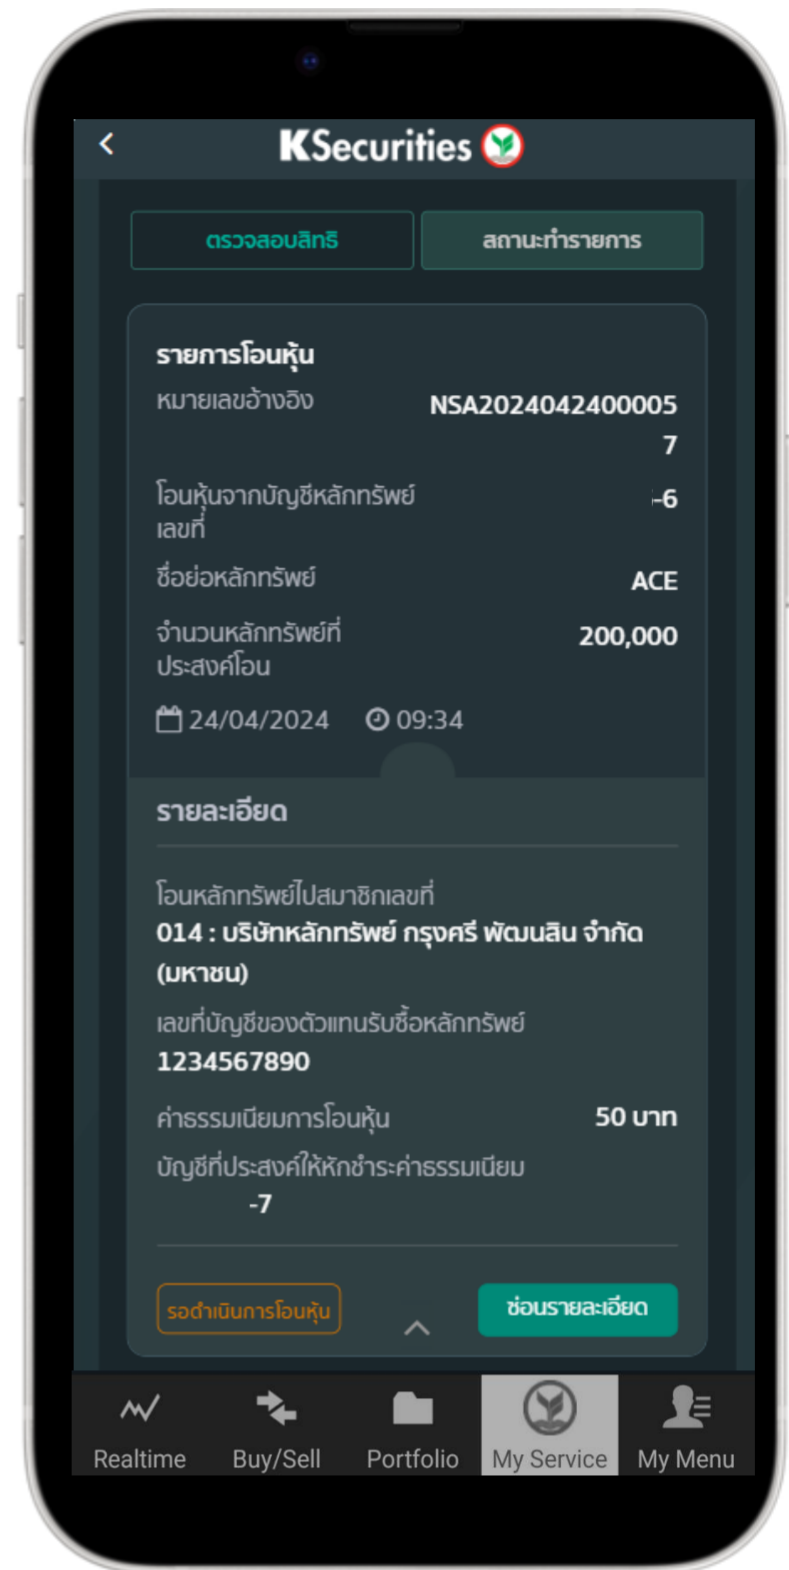 KSecurities
ตรวจสอบสิทธิ
สถานะทำรายการ
รายการโอนหุ้น
หมายเลขอ้างอิง NSA2024042400005
7
โอนหุ้นจากบัญชีหลักทรัพย์
เลขที่ -6
ชื่อย่อหลักทรัพย์ ACE
จำนวนหลักทรัพย์ที่ 200,000
ประสงค์โอน
24/04/2024 09:34
รายละเอียด
โอนหลักทรัพย์ไปสมาชิกเลขที่
014 : บริษัทหลักทรัพย์ กรุงศรี พัฒนสิน จำกัด
(มหาชน)
เลขที่บัญชีของตัวแทนรับซื้อหลักทรัพย์
1234567890
ค่าธรรมเนียมการโอนหุ้น 50 บาท
บัญชีที่ประสงค์ให้หักชำระค่าธรรมเนียม
-7
รอดำเนินการโอนหุ้น
ซ่อนรายละเอียด
Realtime Buy/Sell Portfolio My Service My Menu